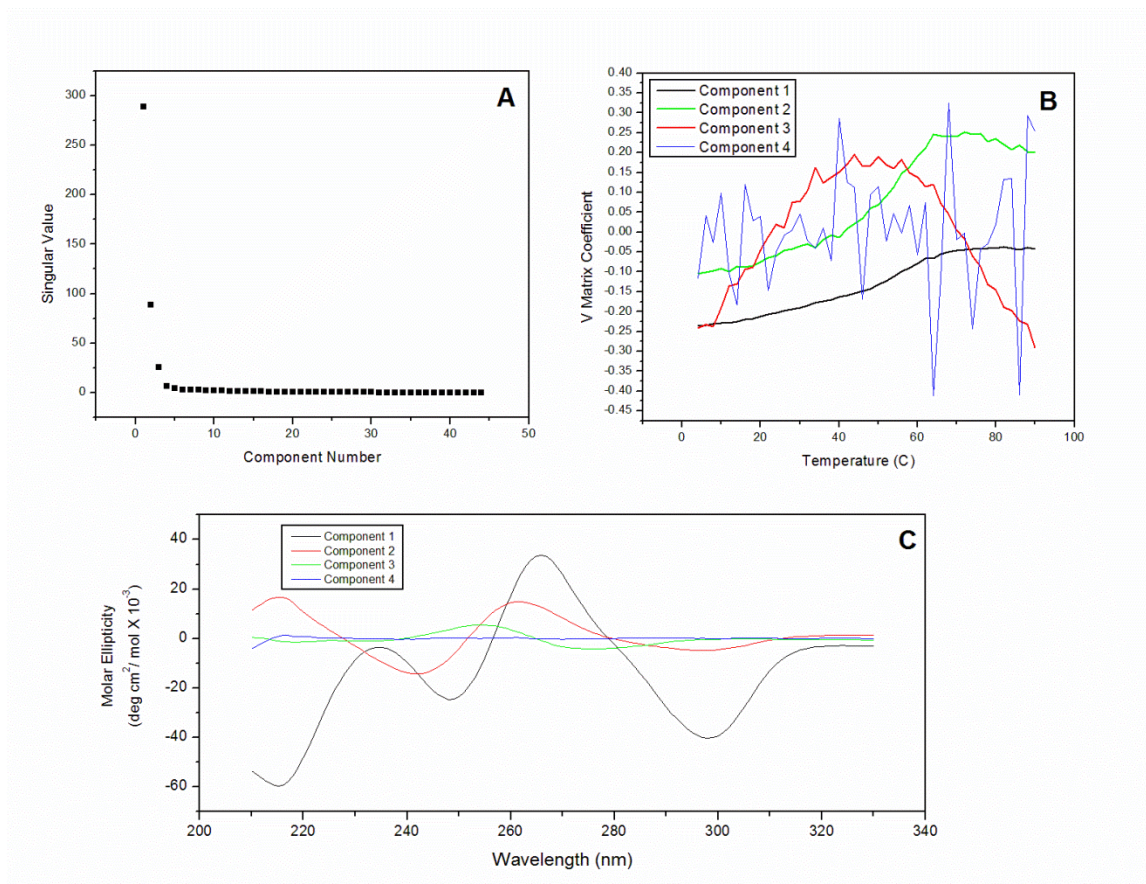 A
300
250
200
150
100
50
0
Singular Value
0 10 20 30 40 50
Component Number
B
0.40
0.35
0.30
0.25
0.20
0.15
0.10
0.05
0.00
-0.05
-0.10
-0.15
-0.20
-0.25
-0.30
-0.35
-0.40
-0.45
V Matrix Coefficient
Component 1
Component 2
Component 3
Component 4
0 20 40 60 80 100
Temperature (C)
C
40
20
0
-20
-40
-60
Molar Ellipticity
(deg cm²/ mol X 10⁻³)
Component 1
Component 2
Component 3
Component 4
200 220 240 260 280 300 320 340
Wavelength (nm)